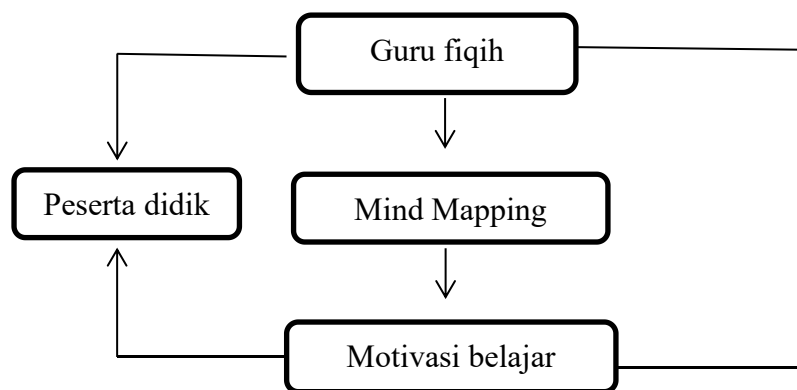 Guru fiqih
Peserta didik
Mind Mapping
Motivasi belajar